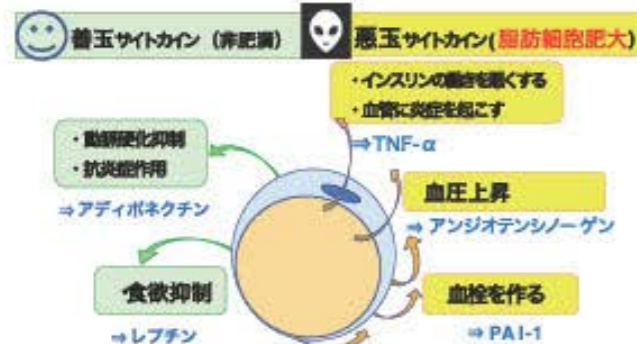 善玉サイトカイン（非肥満）
悪玉サイトカイン(脂肪細胞肥大)
・インスリンの働きを悪くする
・血管に炎症を起こす
⇒TNF-α
・動脈硬化抑制
・抗炎症作用
⇒アディポネクチン
血圧上昇
⇒アンジオテンシノーゲン
・食欲抑制
⇒レプチン
血栓を作る
⇒PAI-1